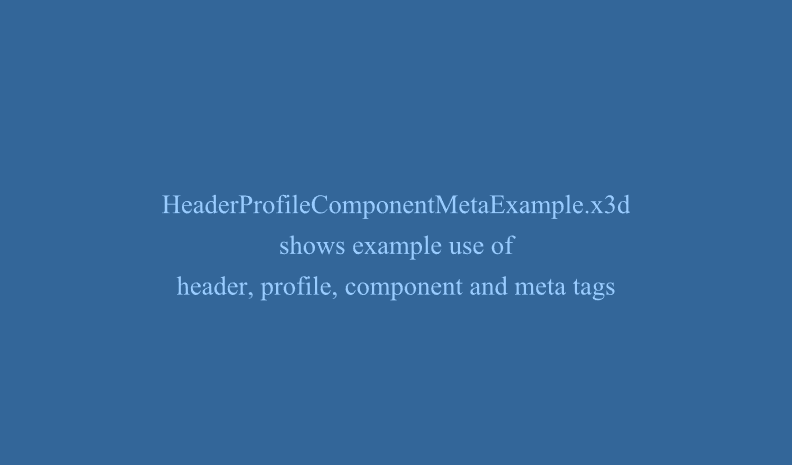 HeaderProfileComponentMetaExample.x3d
shows example use of
header, profile, component and meta tags